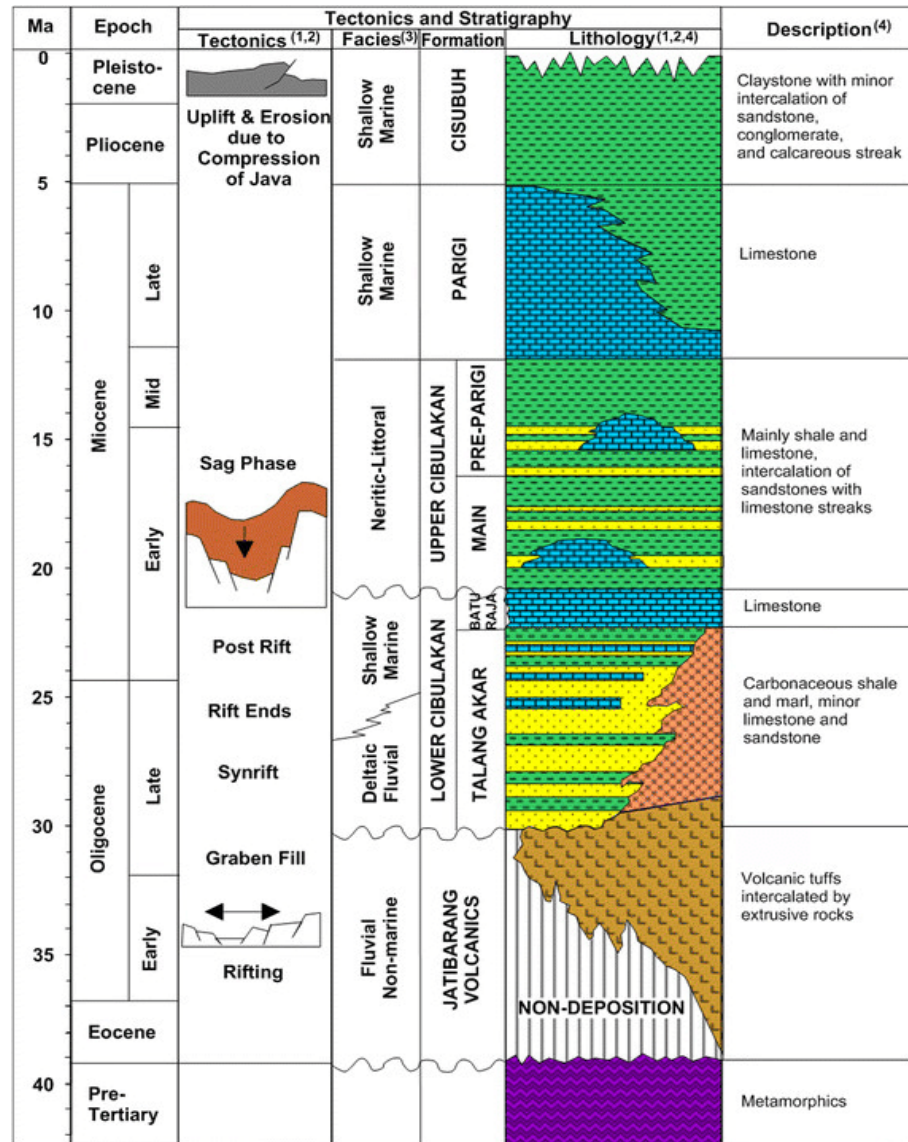 Ma
Epoch
Tectonics and Stratigraphy
Tectonics (1,2)
Facies(3)
Formation
Lithology(1,2,4)
Description(4)
0
5
10
15
20
25
30
35
40
Pleisto-
cene
Pliocene
Miocene
Late
Mid
Early
Oligocene
Late
Early
Eocene
Pre-
Tertiary
Uplift & Erosion
due to
Compression
of Java
Sag Phase
Post Rift
Rift Ends
Synrift
Graben Fill
Rifting
Shallow
Marine
Shallow
Marine
Neritic-Littoral
Shallow
Marine
Deltaic
Fluvial
Fluvial
Non-marine
CISUBUH
PARIGI
UPPER CIBULAKAN
PRE-PARIGI
MAIN
LOWER CIBULAKAN
BATU
RAJA
TALANG AKAR
JATIBARANG
VOLCANICS
NON-DEPOSITION
Claystone with minor
intercalation of
sandstone,
conglomerate,
and calcareous streak
Limestone
Mainly shale and
limestone,
intercalation of
sandstones with
limestone streaks
Limestone
Carbonaceous shale
and marl, minor
limestone and
sandstone
Volcanic tuffs
intercalated by
extrusive rocks
Metamorphics